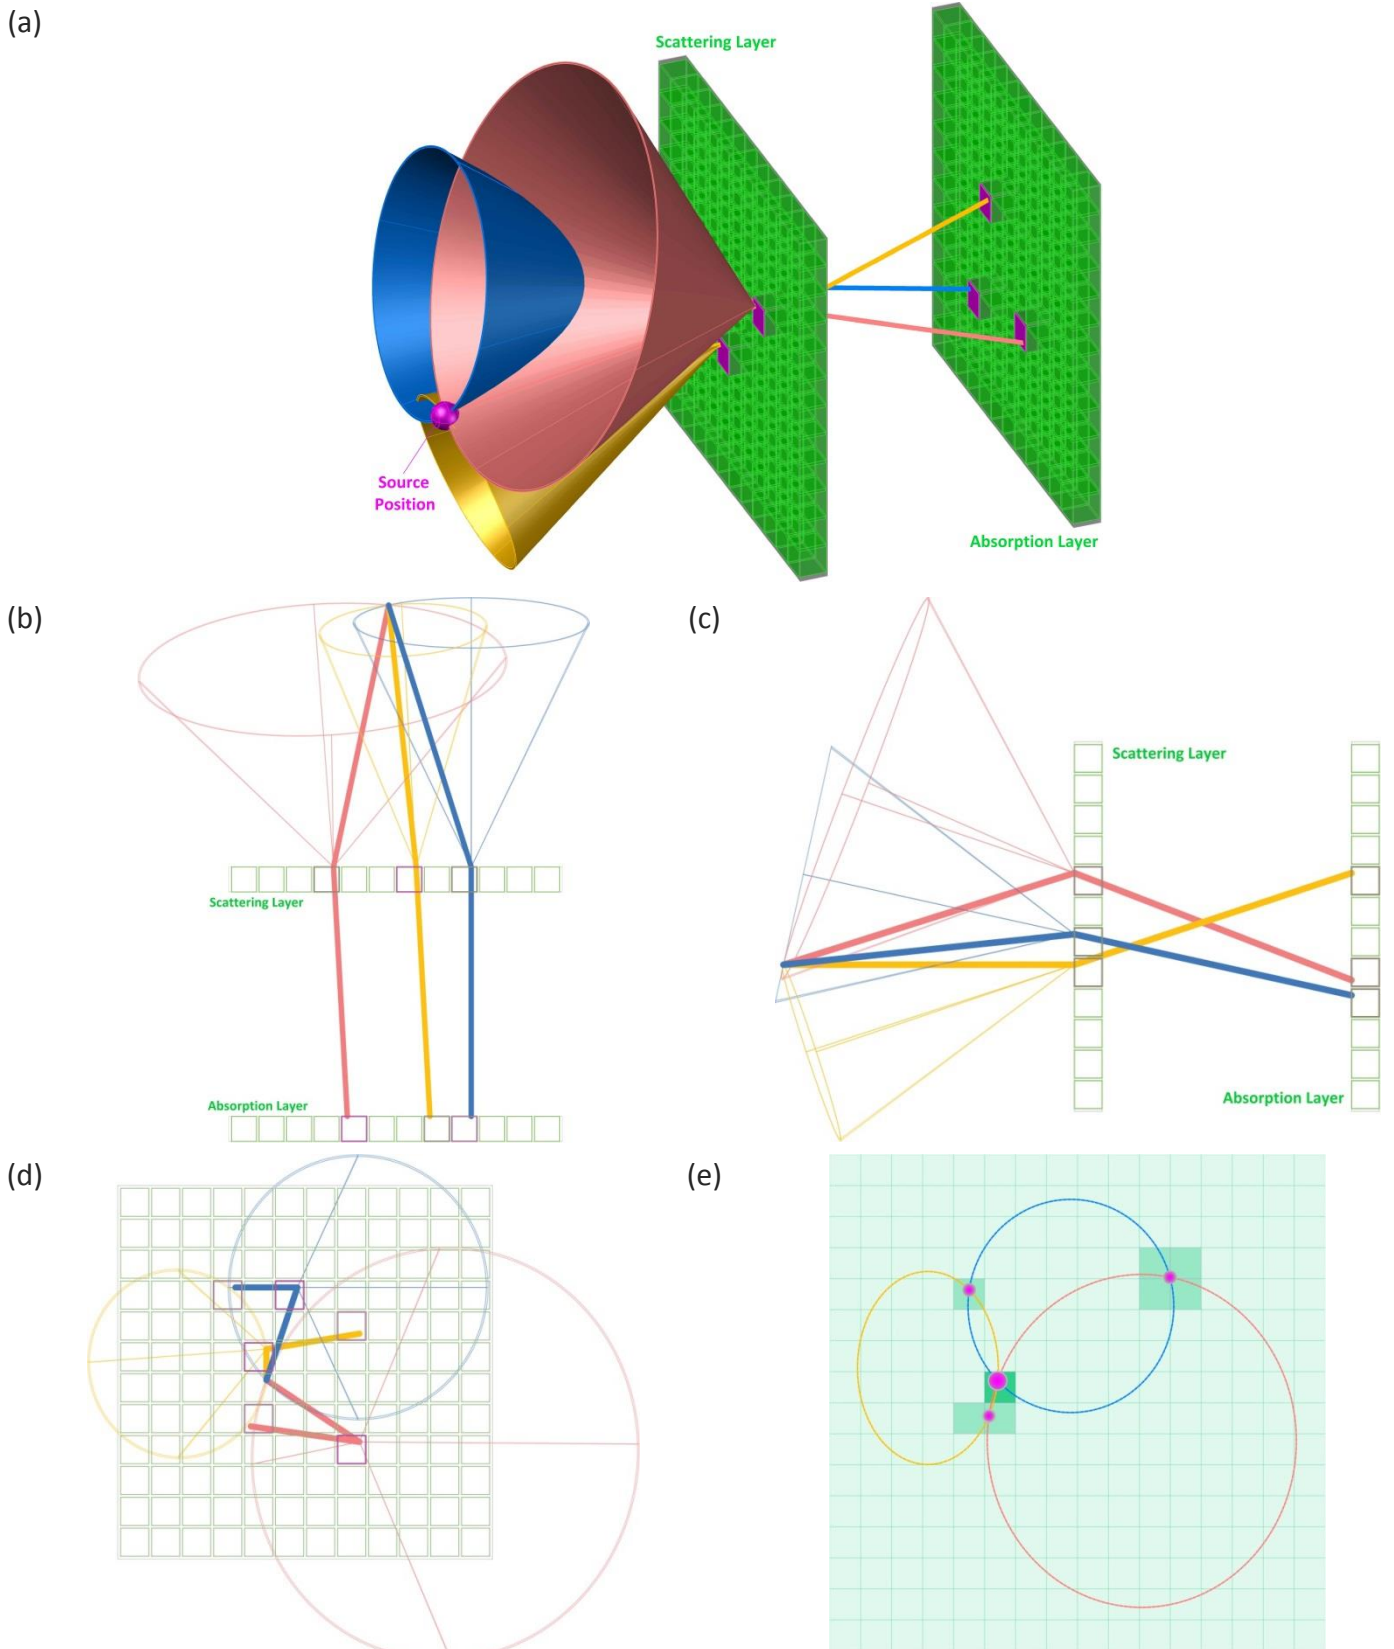 (a)
Scattering Layer
Source
Position
Absorption Layer
(b)
(c)
Scattering Layer
Scattering Layer
Absorption Layer
Absorption Layer
(d)
(e)